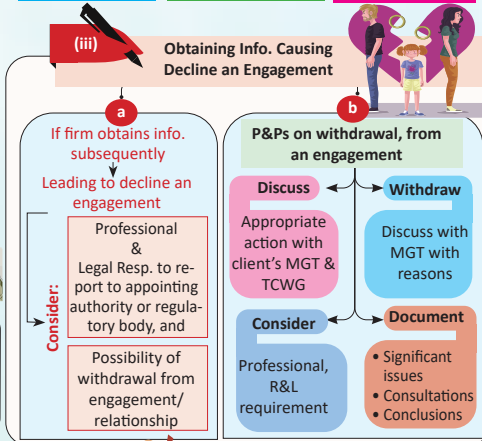 (iii)
Obtaining Info. Causing
Decline an Engagement
a
If firm obtains info.
subsequently
Leading to decline an
engagement
Consider:
Professional
&
Legal Resp. to re-
port to appointing
authority or regula-
tory body, and
Possibility of
withdrawal from
engagement/
relationship
b
P&Ps on withdrawal, from
an engagement
Discuss
Appropriate
action with
client's MGT &
TCWG
Withdraw
Discuss with
MGT with
reasons
Consider
Professional,
R&L
requirement
Document
• Significant
issues
• Consultations
• Conclusions